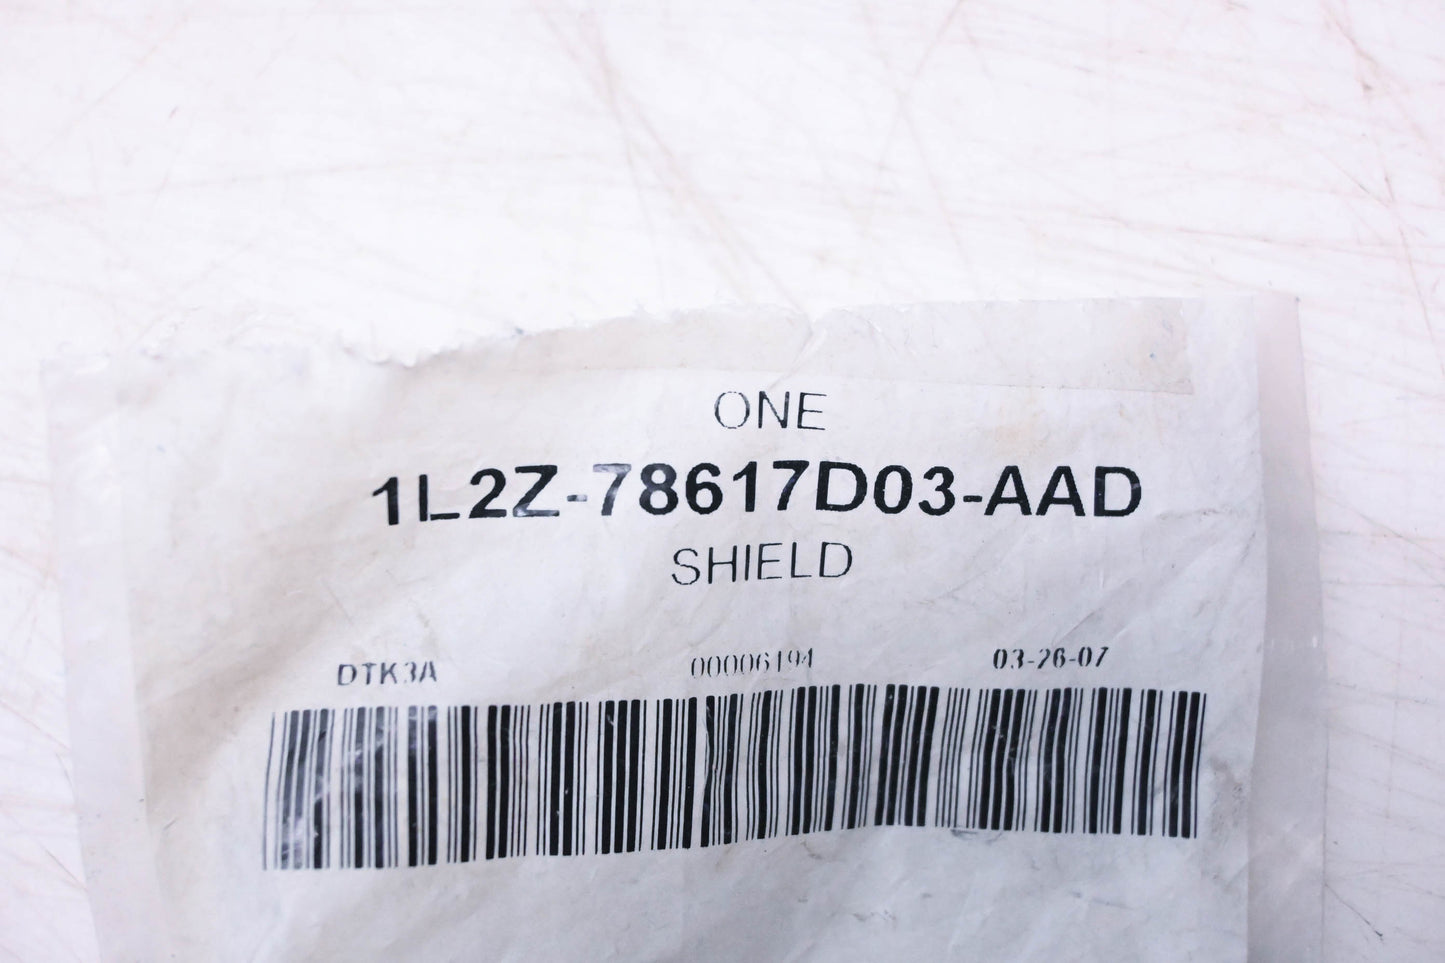 ONE
1L2Z-78617D03-AAD
SHIELD
DTK3A 00006194 03-26-07